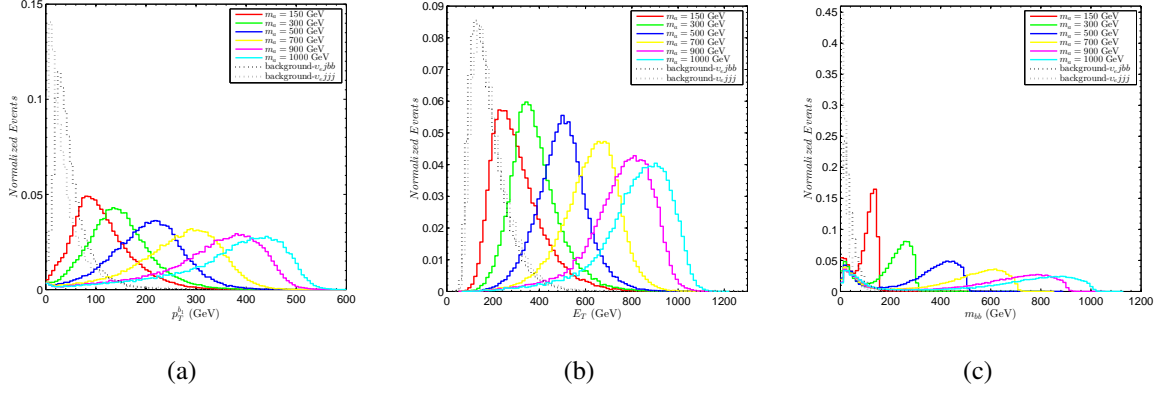 0.15
0.1
0.05
0
Normalized Events
0 100 200 300 400 500 600
p_T^{b_1} (GeV)
m_a = 150 GeV
m_a = 300 GeV
m_a = 500 GeV
m_a = 700 GeV
m_a = 900 GeV
m_a = 1000 GeV
background-ν_e jbb
background-ν_e jjj
(a)
0.09
0.08
0.07
0.06
0.05
0.04
0.03
0.02
0.01
0
Normalized Events
0 200 400 600 800 1000 1200
E_T (GeV)
m_a = 150 GeV
m_a = 300 GeV
m_a = 500 GeV
m_a = 700 GeV
m_a = 900 GeV
m_a = 1000 GeV
background-ν_e jbb
background-ν_e jjj
(b)
0.45
0.4
0.35
0.3
0.25
0.2
0.15
0.1
0.05
0
Normalized Events
0 200 400 600 800 1000 1200
m_{bb} (GeV)
m_a = 150 GeV
m_a = 300 GeV
m_a = 500 GeV
m_a = 700 GeV
m_a = 900 GeV
m_a = 1000 GeV
background-ν_e jbb
background-ν_e jjj
(c)